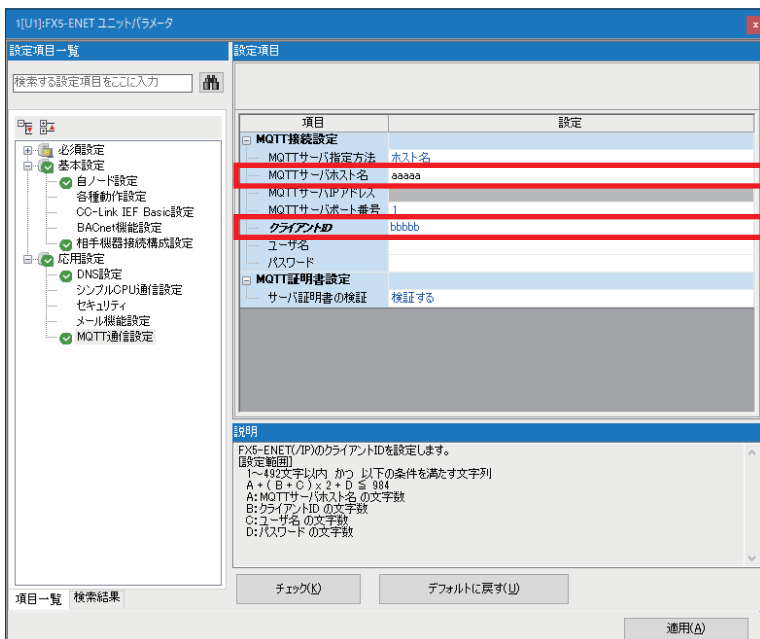 1[U1]:FX5-ENET ユニットパラメータ
設定項目一覧
検索する設定項目をここに入力
必須設定
基本設定
自ノード設定
各種動作設定
CC-Link IEF Basic設定
BACnet機能設定
相手機器接続構成設定
応用設定
DNS設定
シンプルCPU通信設定
セキュリティ
メール機能設定
MQTT通信設定
項目一覧 検索結果
設定項目
項目 設定
MQTT接続設定
MQTTサーバ指定方法 ホスト名
MQTTサーバホスト名 aaaaa
MQTTサーバIPアドレス
MQTTサーバポート番号 1
クライアントID bbbbb
ユーザ名
パスワード
MQTT証明書設定
サーバ証明書の検証 検証する
説明
FX5-ENET(/IP)のクライアントIDを設定します。
[設定範囲]
1～492文字以内 かつ 以下の条件を満たす文字列
A + ( B + C ) x 2 + D ≦ 984
A: MQTTサーバホスト名 の文字数
B: クライアントID の文字数
C: ユーザ名 の文字数
D: パスワード の文字数
チェック(K) デフォルトに戻す(U)
適用(A)